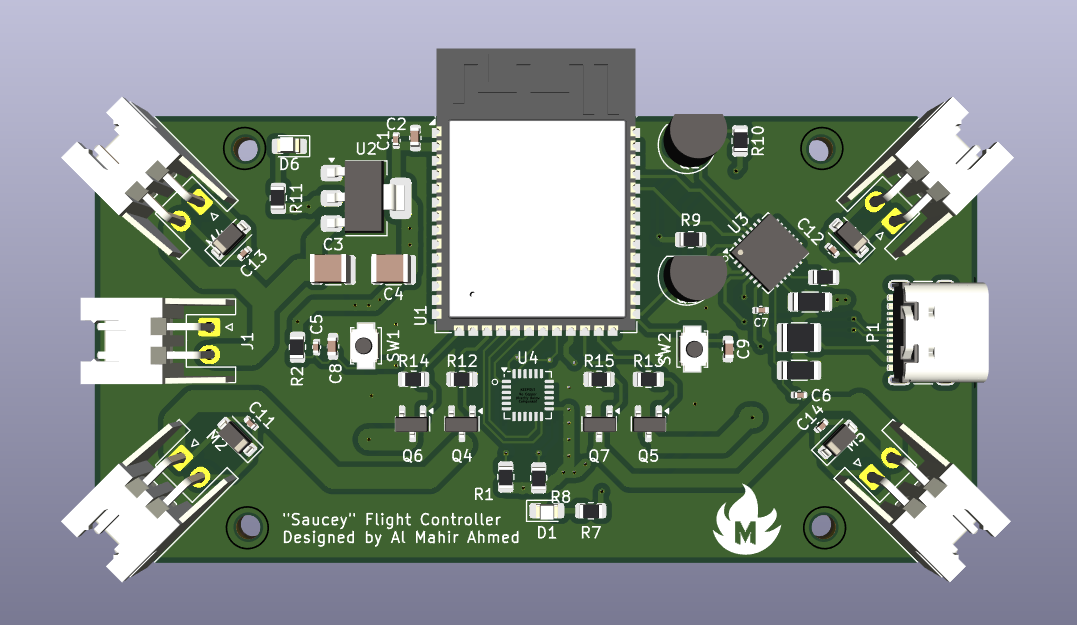 C2
C1
U2
D6
R10
R11
R9
U3
C12
C13
C3
C4
U1
C7
P1
J1
C5
R2
C8
SW1
SW2
C9
R14
R12
U4
R15
R13
C6
C11
C14
M2
M3
Q6
Q4
Q7
Q5
R1
R8
D1
R7
"Saucey" Flight Controller
Designed by Al Mahir Ahmed
M